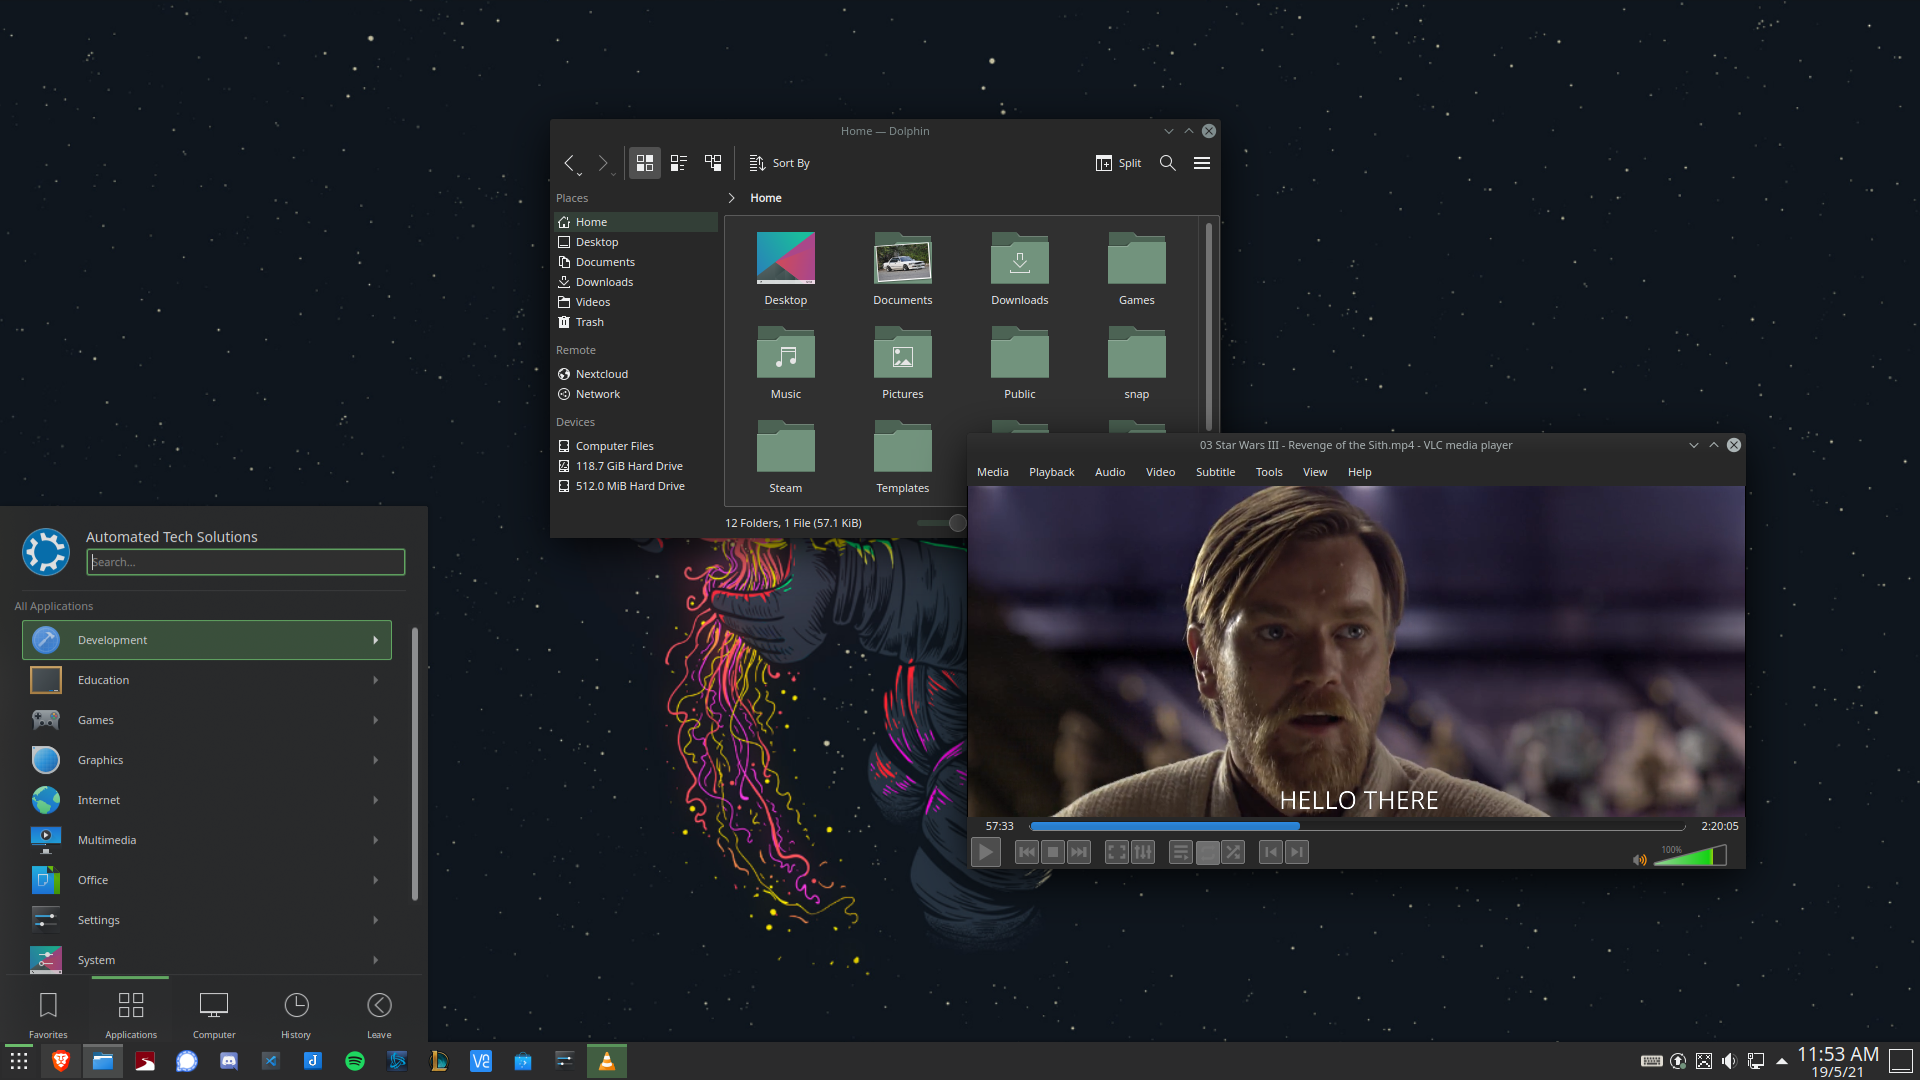 Home — Dolphin
Sort By
Split
Places
Home
Desktop
Documents
Downloads
Videos
Trash
Remote
Nextcloud
Network
Devices
Computer Files
118.7 GiB Hard Drive
512.0 MiB Hard Drive
Home
Desktop
Documents
Downloads
Games
Music
Pictures
Public
snap
Steam
Templates
12 Folders, 1 File (57.1 KiB)
03 Star Wars III - Revenge of the Sith.mp4 - VLC media player
Media Playback Audio Video Subtitle Tools View Help
HELLO THERE
57:33
2:20:05
100%
Automated Tech Solutions
Search...
All Applications
Development
Education
Games
Graphics
Internet
Multimedia
Office
Settings
System
Favorites
Applications
Computer
History
Leave
11:53 AM
19/5/21